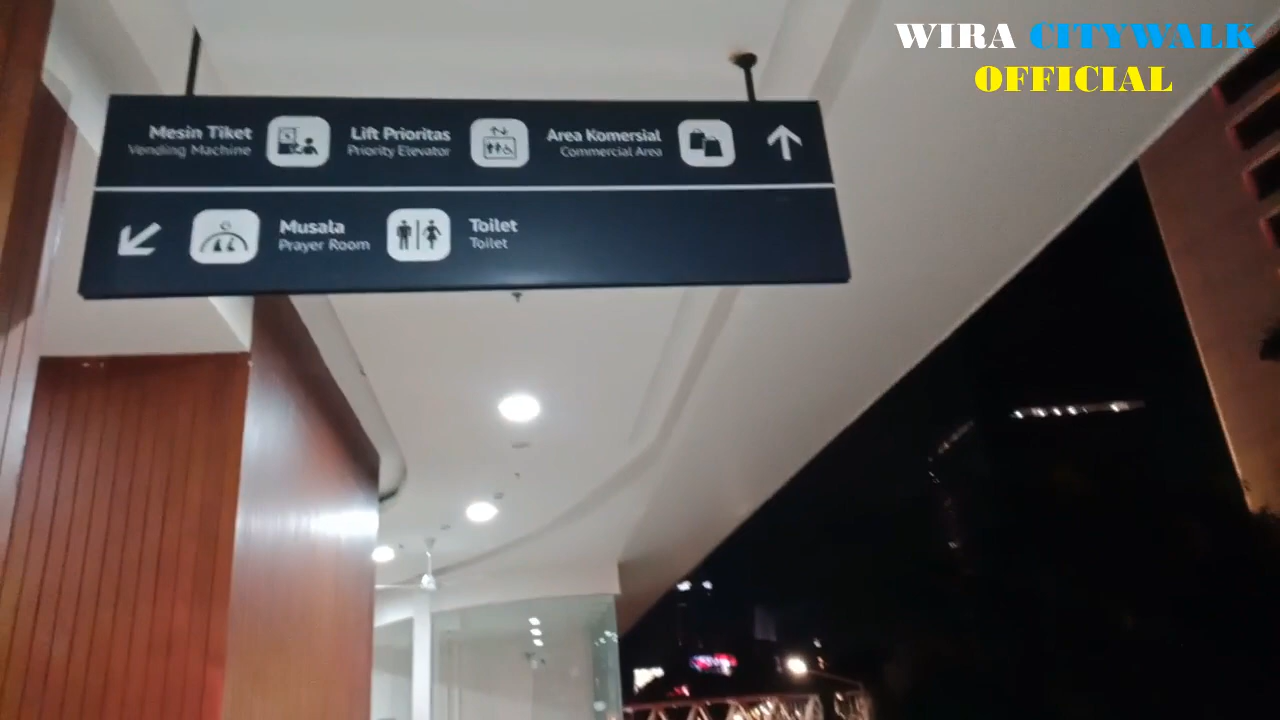 WIRA CITYWALK
OFFICIAL
Mesin Tiket
Vending Machine
Lift Prioritas
Priority Elevator
Area Komersial
Commercial Area
Musala
Prayer Room
Toilet
Toilet